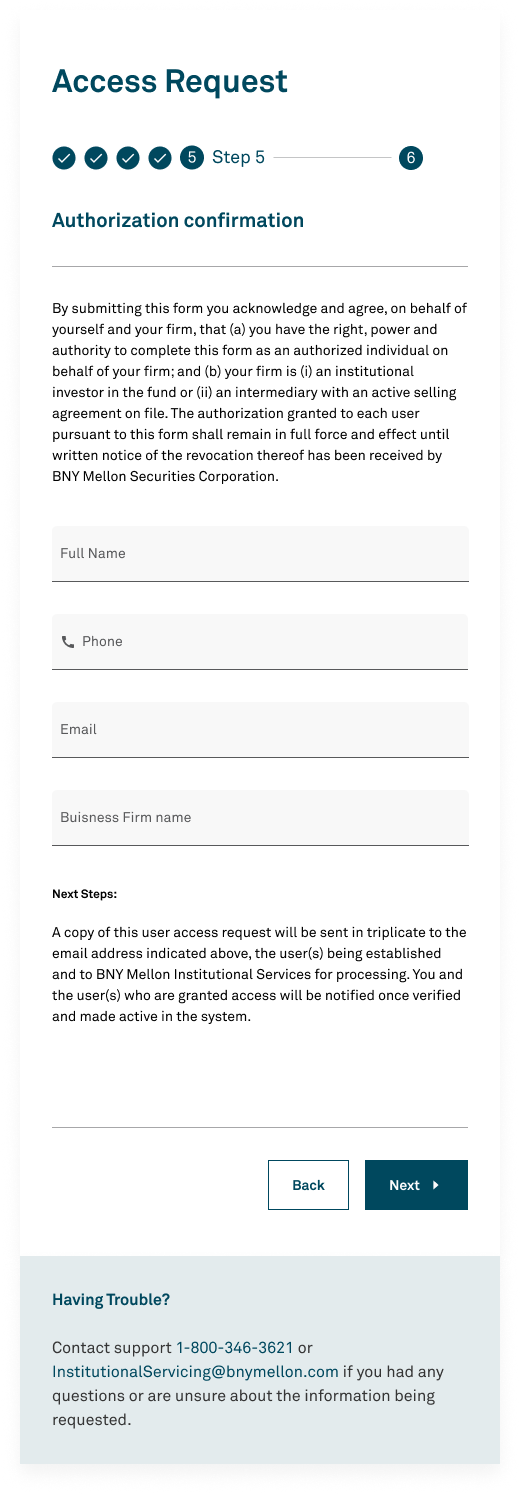 Access Request
5 Step 5 6
Authorization confirmation
By submitting this form you acknowledge and agree, on behalf of
yourself and your firm, that (a) you have the right, power and
authority to complete this form as an authorized individual on
behalf of your firm; and (b) your firm is (i) an institutional
investor in the fund or (ii) an intermediary with an active selling
agreement on file. The authorization granted to each user
pursuant to this form shall remain in full force and effect until
written notice of the revocation thereof has been received by
BNY Mellon Securities Corporation.
Full Name
Phone
Email
Buisness Firm name
Next Steps:
A copy of this user access request will be sent in triplicate to the
email address indicated above, the user(s) being established
and to BNY Mellon Institutional Services for processing. You and
the user(s) who are granted access will be notified once verified
and made active in the system.
Back Next
Having Trouble?
Contact support 1-800-346-3621 or
InstitutionalServicing@bnymellon.com if you had any
questions or are unsure about the information being
requested.